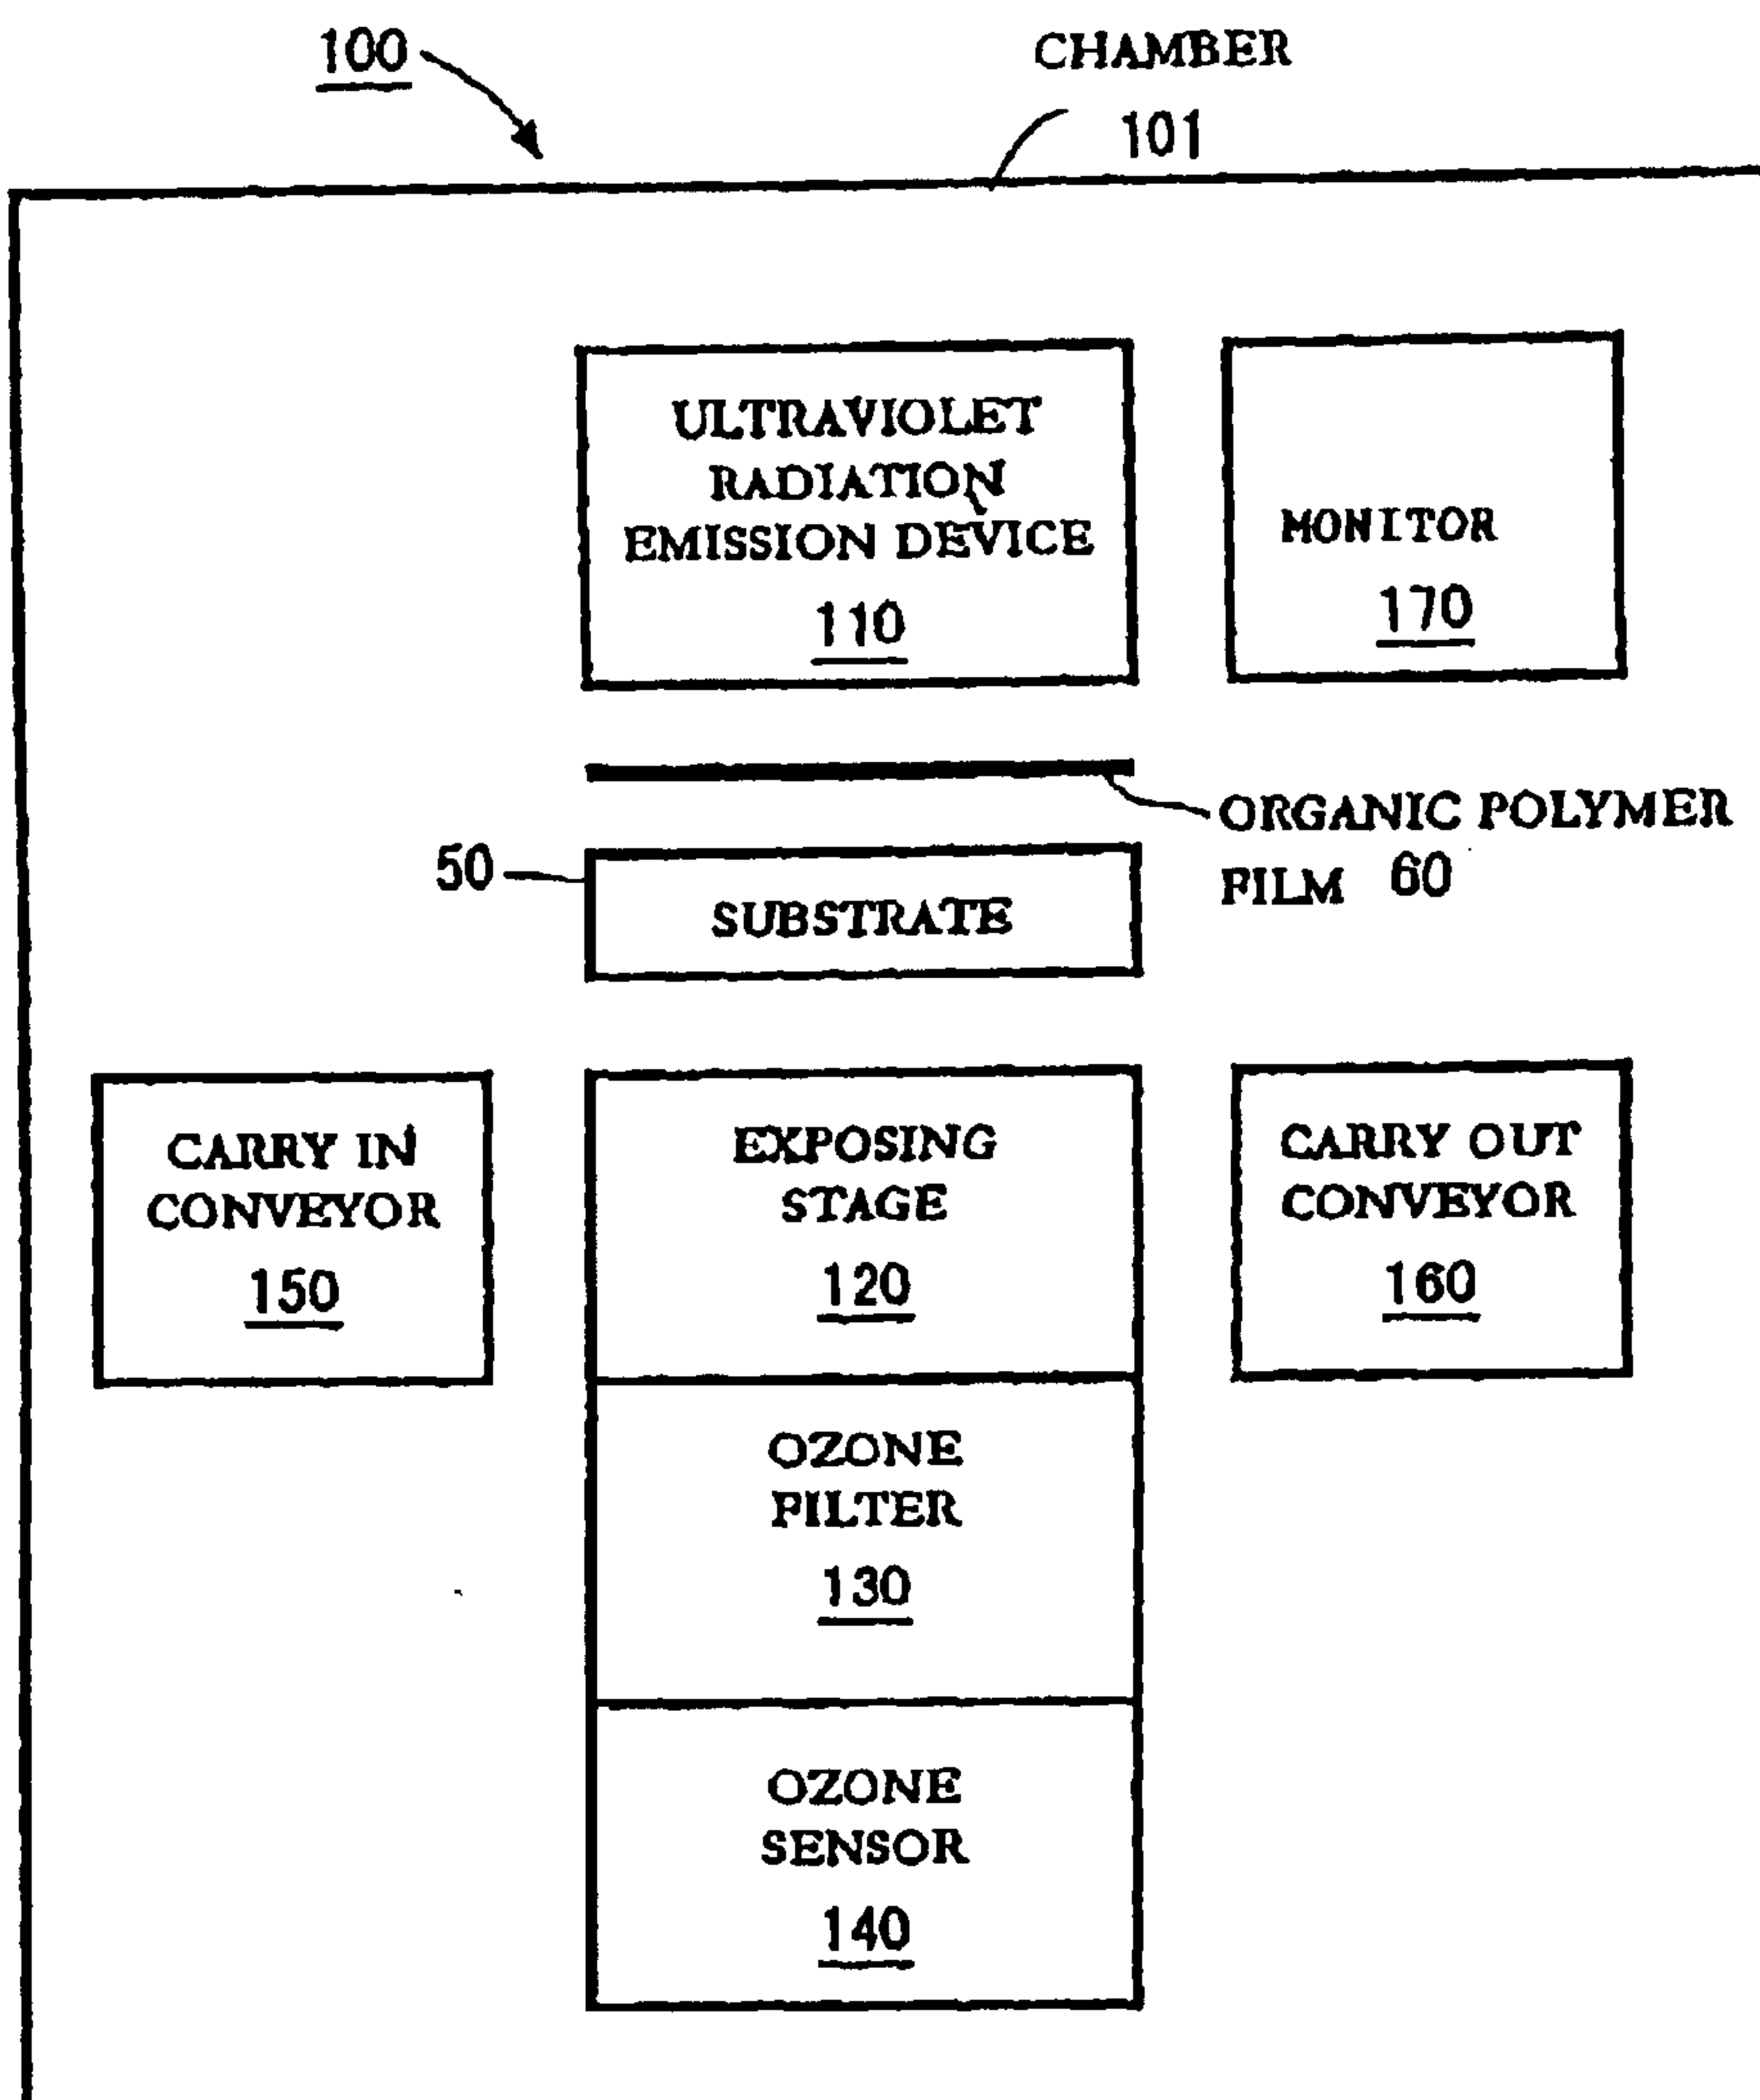 100
CHAMBER
101
ULTRAVIOLET
RADIATION
EMISSION DEVICE
110
MONITOR
170
ORGANIC POLYMER
FILM 60
50
SUBSTRATE
CARRY IN
CONVEYOR
150
EXPOSING
STAGE
120
CARRY OUT
CONVEYOR
160
OZONE
FILTER
130
OZONE
SENSOR
140